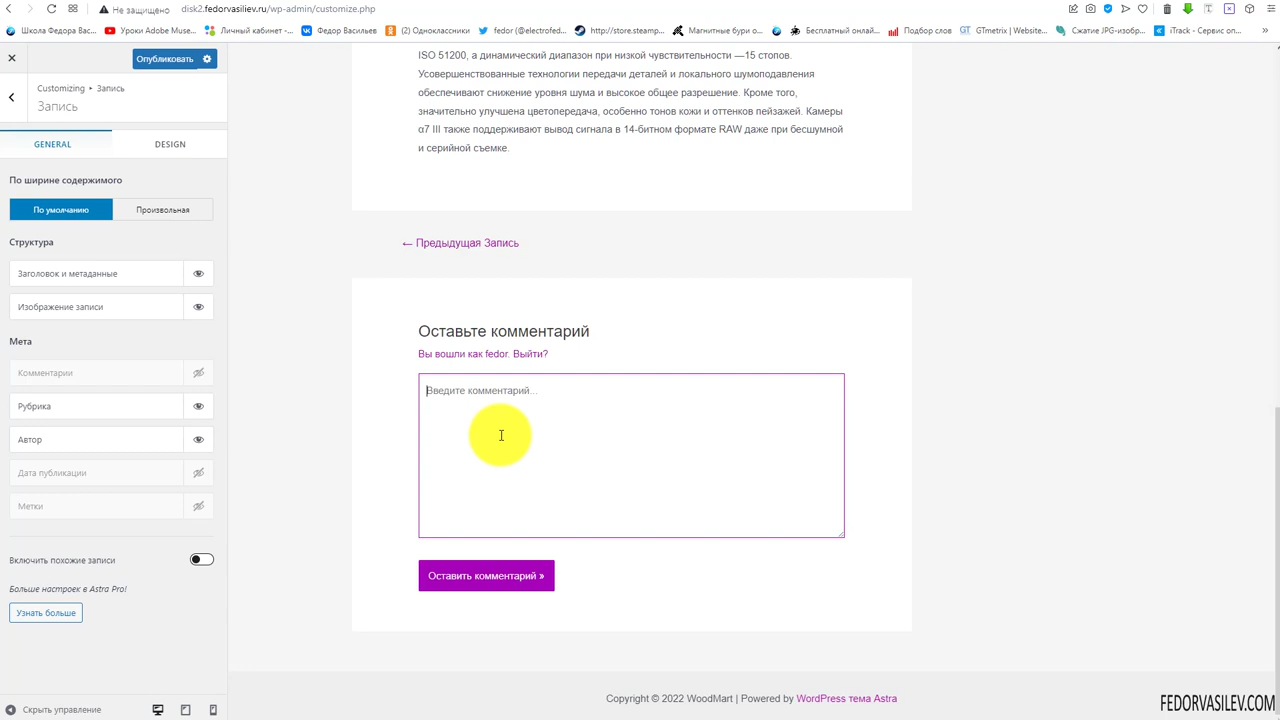 Не защищено disk2.fedorvasiliev.ru/wp-admin/customize.php
Школа Федора Вас... Уроки Adobe Muse... Личный кабинет -... Федор Васильев (2) Одноклассники fedor (@electrofed... http://store.steamp... Магнитные бури о... Бесплатный онлай... Подбор слов GTmetrix | Website... Сжатие JPG-изобр... iTrack - Сервис оп... »
Опубликовать
Customizing ▸ Запись
Запись
GENERAL DESIGN
По ширине содержимого
По умолчанию Произвольная
Структура
Заголовок и метаданные
Изображение записи
Мета
Комментарии
Рубрика
Автор
Дата публикации
Метки
Включить похожие записи
Больше настроек в Astra Pro!
Узнать больше
Скрыть управление
ISO 51200, а динамический диапазон при низкой чувствительности —15 стопов.
Усовершенствованные технологии передачи деталей и локального шумоподавления
обеспечивают снижение уровня шума и высокое общее разрешение. Кроме того,
значительно улучшена цветопередача, особенно тонов кожи и оттенков пейзажей. Камеры
α7 III также поддерживают вывод сигнала в 14-битном формате RAW даже при бесшумной
и серийной съемке.
← Предыдущая Запись
Оставьте комментарий
Вы вошли как fedor. Выйти?
Введите комментарий...
Оставить комментарий »
Copyright © 2022 WoodMart | Powered by WordPress тема Astra
FEDORVASILEV.COM